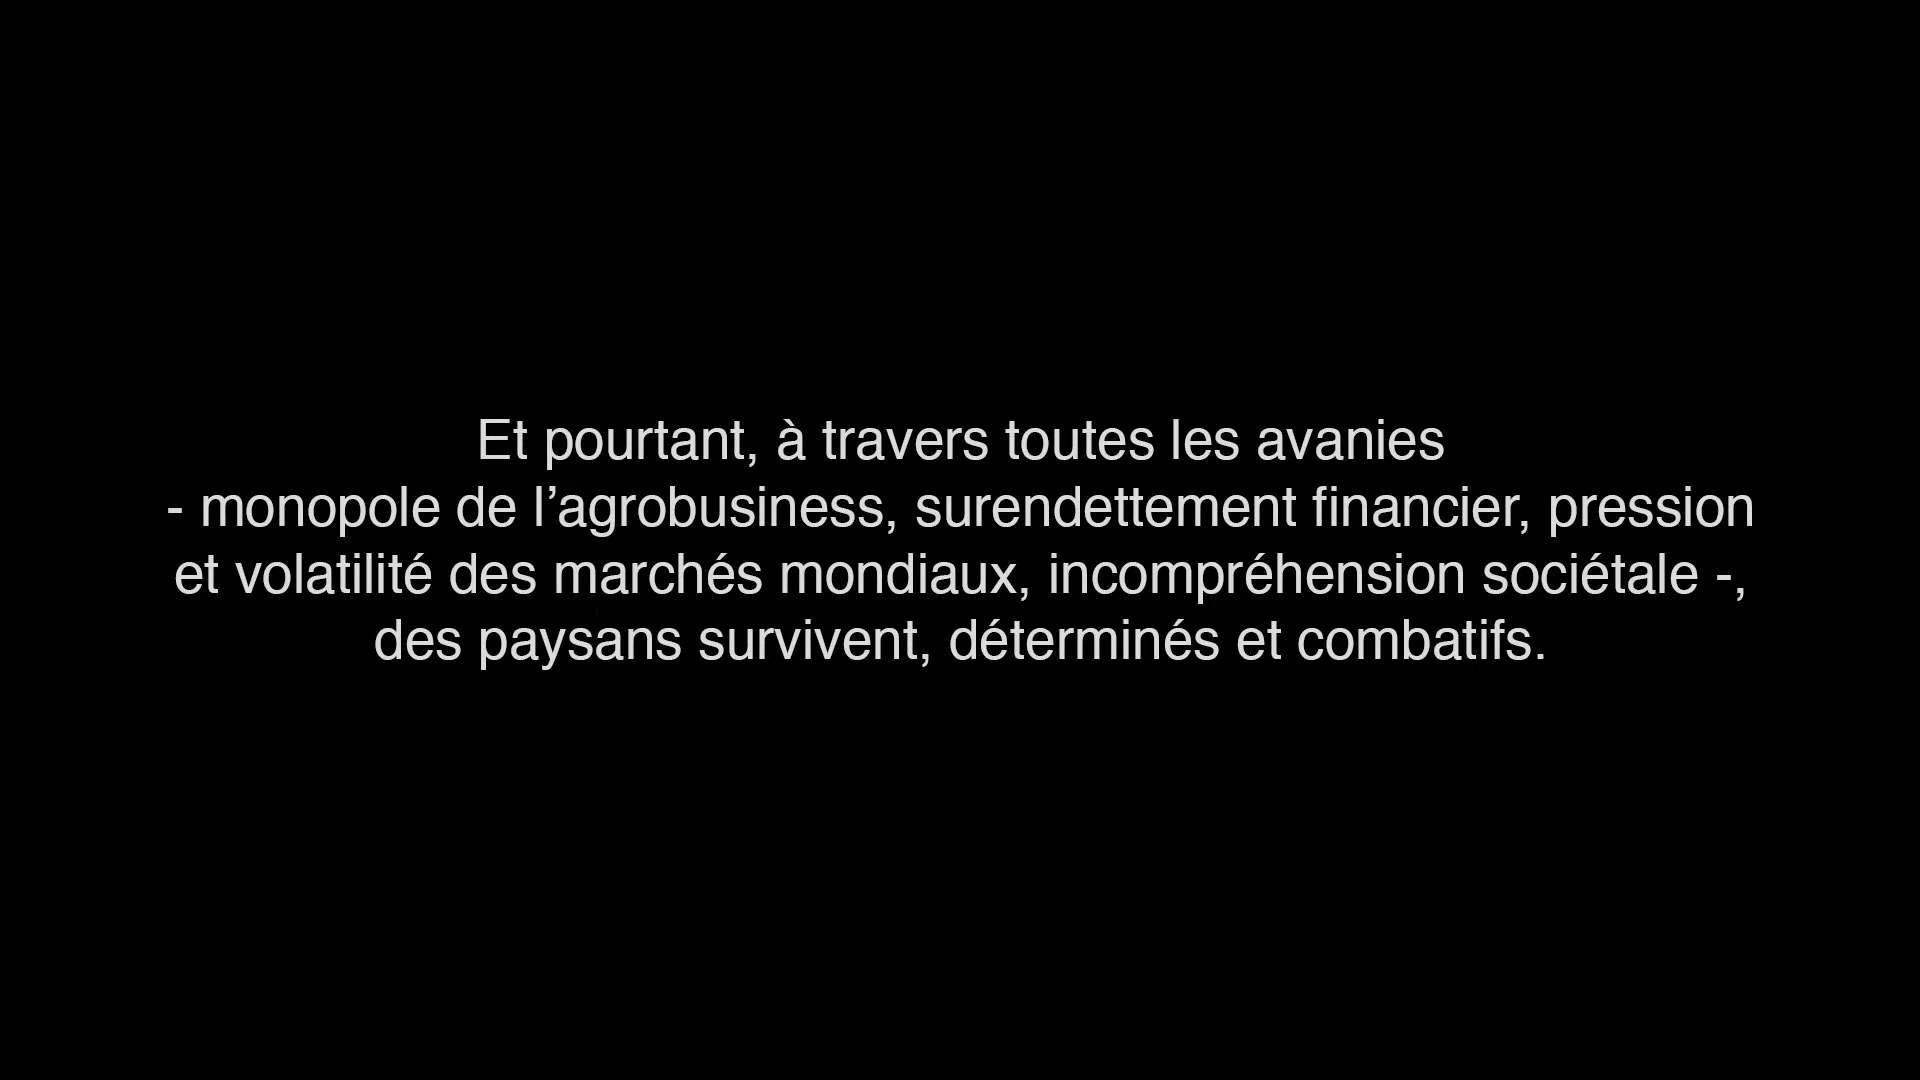 Et pourtant, à travers toutes les avanies
- monopole de l’agrobusiness, surendettement financier, pression
et volatilité des marchés mondiaux, incompréhension sociétale -,
des paysans survivent, déterminés et combatifs.